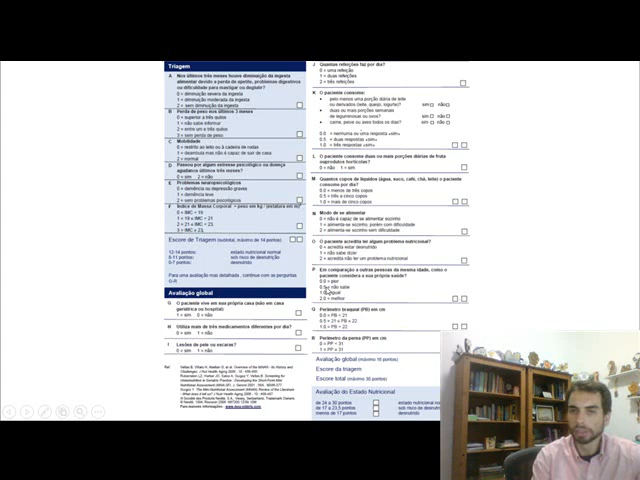 Triagem
A Nos últimos três meses houve diminuição da ingesta
alimentar devido a perda de apetite, problemas digestivos
ou dificuldade para mastigar ou deglutir?
0 = diminuição severa da ingesta
1 = diminuição moderada da ingesta
2 = sem diminuição da ingesta
B Perda de peso nos últimos 3 meses
0 = superior a três quilos
1 = não sabe informar
2 = entre um e três quilos
3 = sem perda de peso
C Mobilidade
0 = restrito ao leito ou à cadeira de rodas
1 = deambula mas não é capaz de sair de casa
2 = normal
D Passou por algum estresse psicológico ou doença
aguda nos últimos três meses?
0 = sim 2 = não
E Problemas neuropsicológicos
0 = demência ou depressão graves
1 = demência leve
2 = sem problemas psicológicos
F Índice de Massa Corporal = peso em kg / (estatura em m)²
0 = IMC < 19
1 = 19 ≤ IMC < 21
2 = 21 ≤ IMC < 23
3 = IMC ≥ 23
Escore de Triagem (subtotal, máximo de 14 pontos)
12-14 pontos: estado nutricional normal
8-11 pontos: sob risco de desnutrição
0-7 pontos: desnutrido
Para uma avaliação mais detalhada, continue com as perguntas
G-R
Avaliação global
G O paciente vive em sua própria casa (não em casa
geriátrica ou hospital)
1 = sim 0 = não
H Utiliza mais de três medicamentos diferentes por dia?
0 = sim 1 = não
I Lesões de pele ou escaras?
0 = sim 1 = não
J Quantas refeições faz por dia?
0 = uma refeição
1 = duas refeições
2 = três refeições
K O paciente consome:
• pelo menos uma porção diária de leite
ou derivados (leite, queijo, iogurte)? sim não
• duas ou mais porções semanais
de leguminosas ou ovos? sim não
• carne, peixe ou aves todos os dias? sim não
0.0 = nenhuma ou uma resposta «sim»
0.5 = duas respostas «sim»
1.0 = três respostas «sim»
L O paciente consome duas ou mais porções diárias de fruta
ou produtos hortícolas?
0 = não 1 = sim
M Quantos copos de líquidos (água, suco, café, chá, leite) o paciente
consome por dia?
0.0 = menos de três copos
0.5 = três a cinco copos
1.0 = mais de cinco copos
N Modo de se alimentar
0 = não é capaz de se alimentar sozinho
1 = alimenta-se sozinho, porém com dificuldade
2 = alimenta-se sozinho sem dificuldade
O O paciente acredita ter algum problema nutricional?
0 = acredita estar desnutrido
1 = não sabe dizer
2 = acredita não ter um problema nutricional
P Em comparação a outras pessoas da mesma idade, como o
paciente considera a sua própria saúde?
0.0 = pior
0.5 = não sabe
1.0 = igual
2.0 = melhor
Q Perímetro braquial (PB) em cm
0.0 = PB < 21
0.5 = 21 ≤ PB ≤ 22
1.0 = PB > 22
R Perímetro da perna (PP) em cm
0 = PP < 31
1 = PP ≥ 31
Avaliação global (máximo 16 pontos)
Escore da triagem
Escore total (máximo 30 pontos)
Avaliação do Estado Nutricional
de 24 a 30 pontos estado nutricional
de 17 a 23,5 pontos sob risco de desnutri
menos de 17 pontos desnutrido